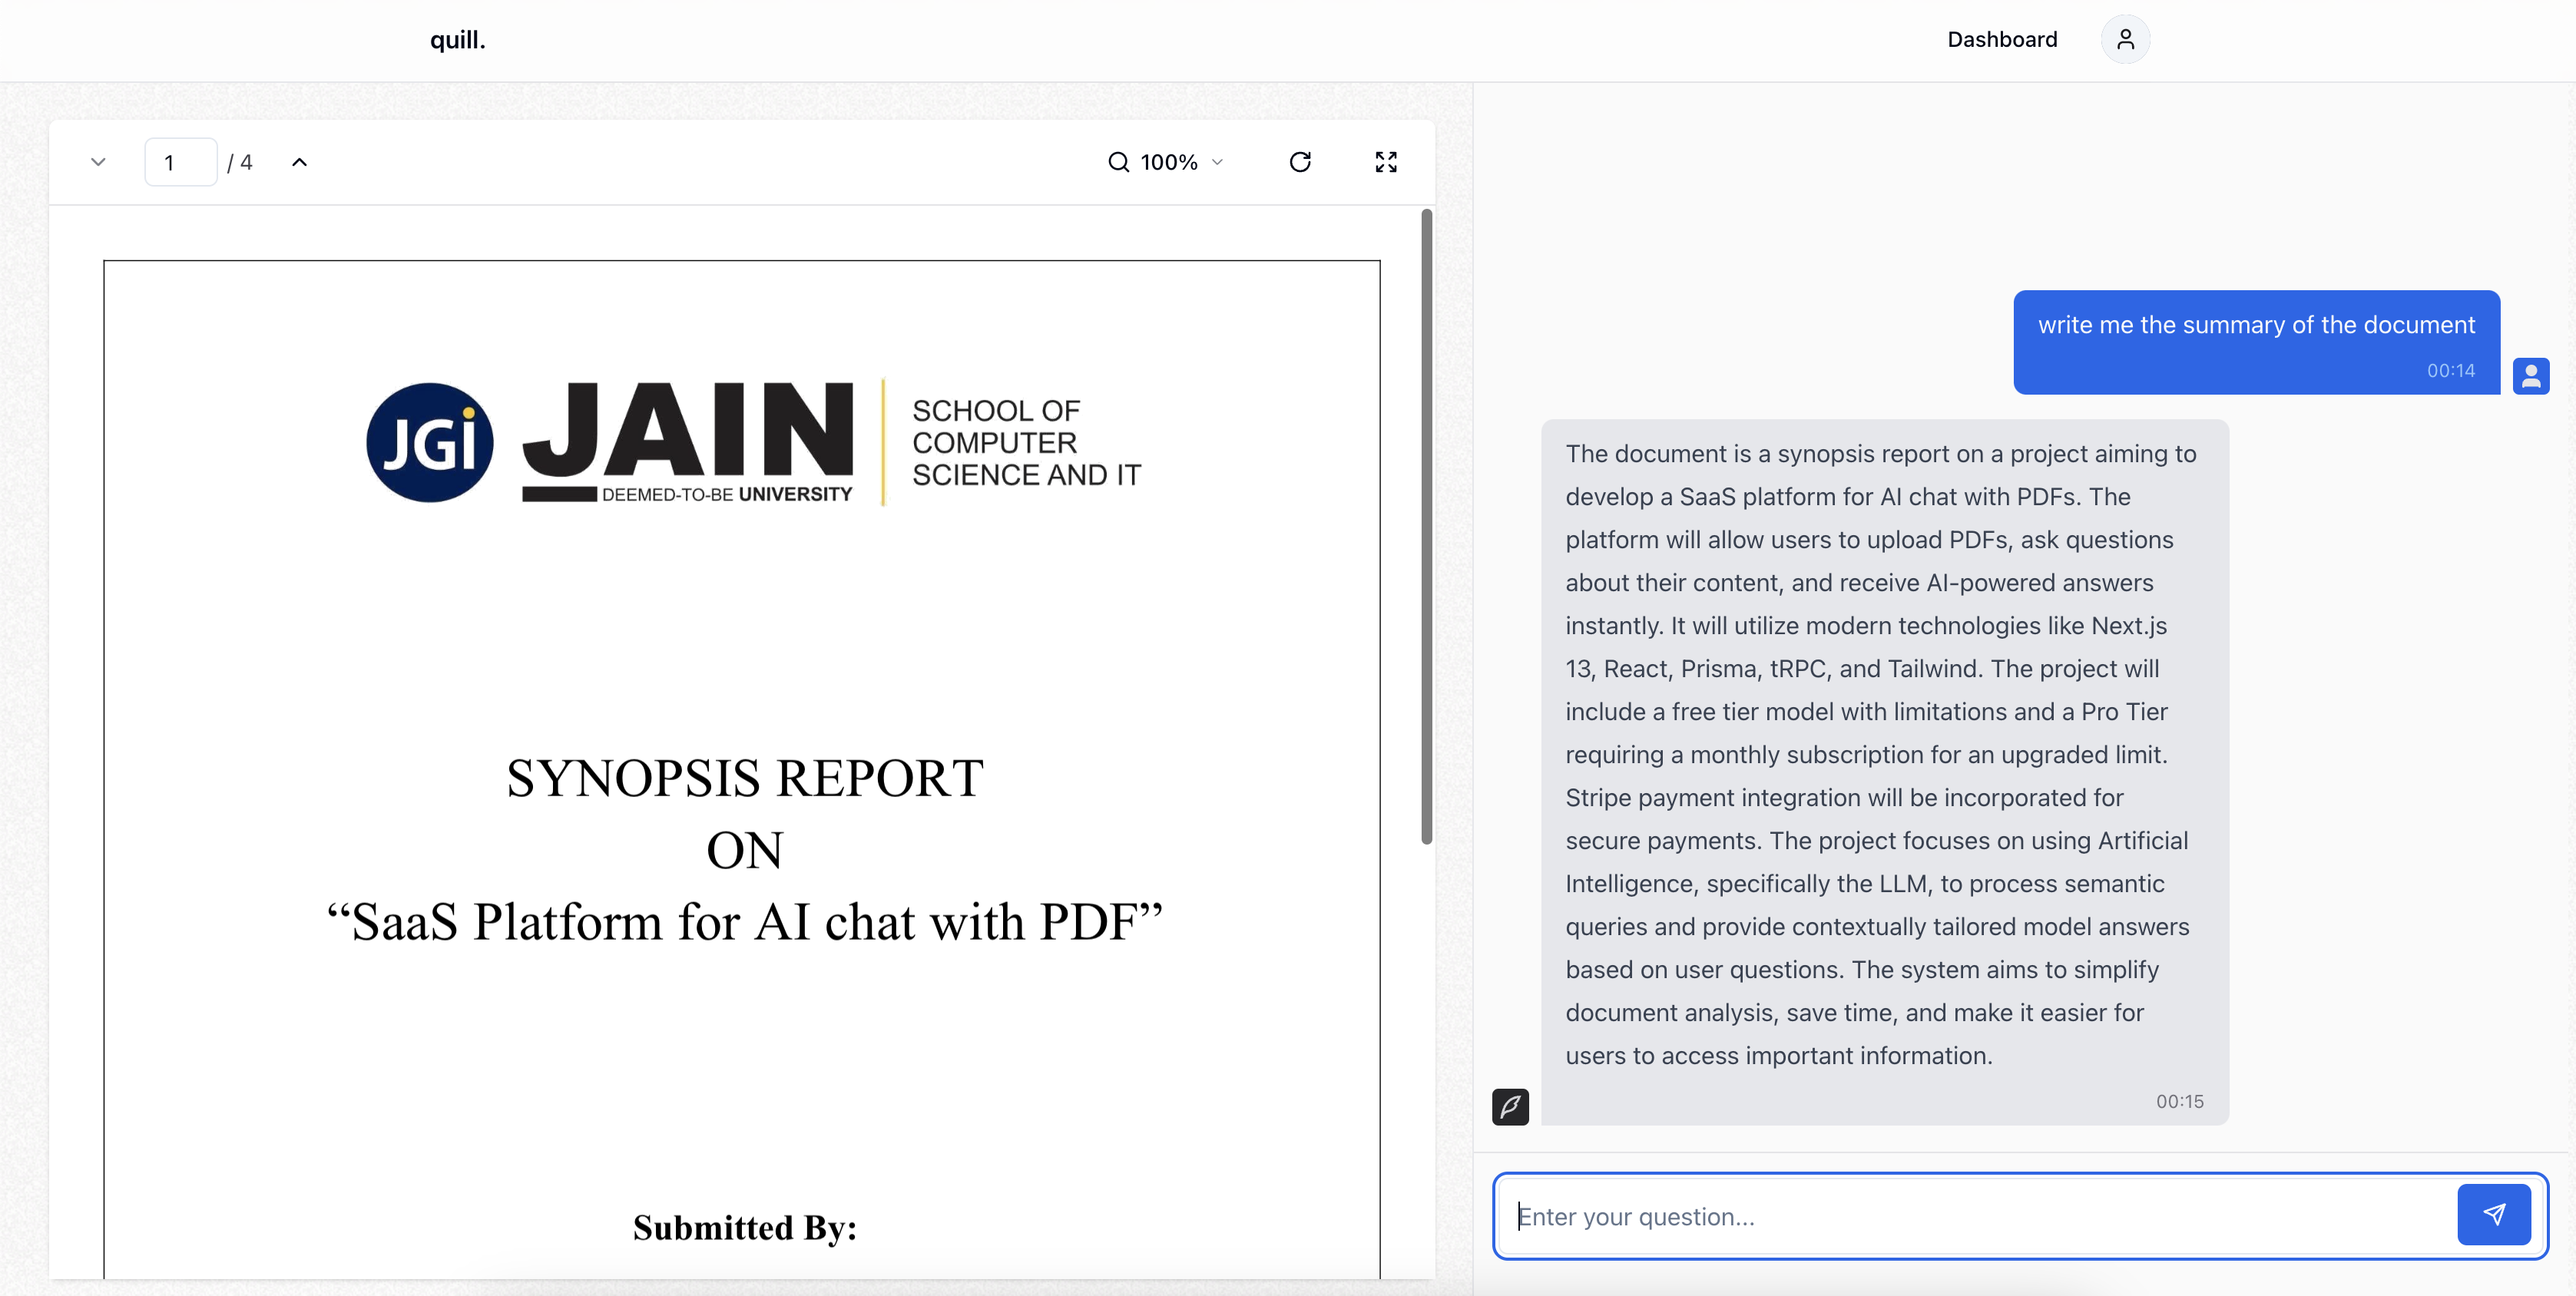 quill.
Dashboard
1 / 4
100%
JGi
JAIN
DEEMED-TO-BE UNIVERSITY
SCHOOL OF
COMPUTER
SCIENCE AND IT
SYNOPSIS REPORT
ON
“SaaS Platform for AI chat with PDF”
Submitted By:
write me the summary of the document
00:14
The document is a synopsis report on a project aiming to
develop a SaaS platform for AI chat with PDFs. The
platform will allow users to upload PDFs, ask questions
about their content, and receive AI-powered answers
instantly. It will utilize modern technologies like Next.js
13, React, Prisma, tRPC, and Tailwind. The project will
include a free tier model with limitations and a Pro Tier
requiring a monthly subscription for an upgraded limit.
Stripe payment integration will be incorporated for
secure payments. The project focuses on using Artificial
Intelligence, specifically the LLM, to process semantic
queries and provide contextually tailored model answers
based on user questions. The system aims to simplify
document analysis, save time, and make it easier for
users to access important information.
00:15
Enter your question...